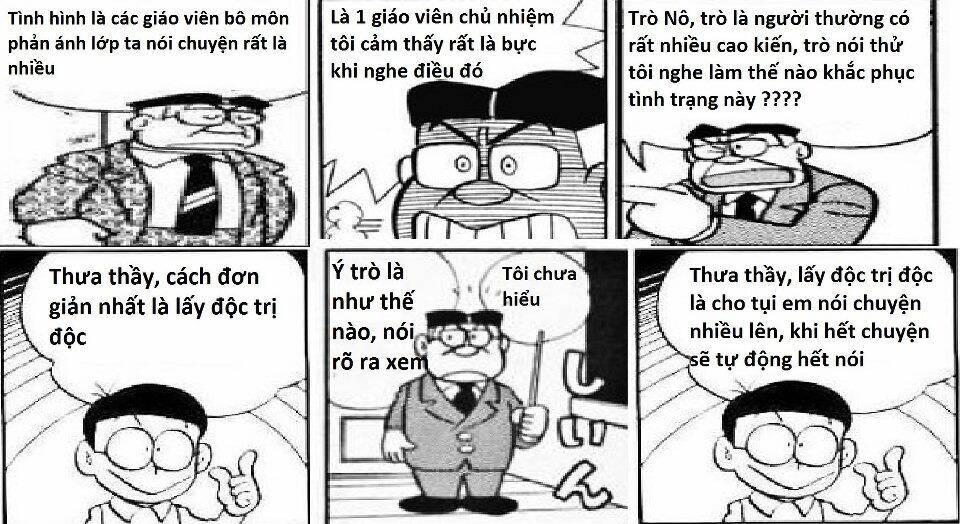 Tình hình là các giáo viên bô môn
phản ánh lớp ta nói chuyện rất là
nhiều
Là 1 giáo viên chủ nhiệm
tôi cảm thấy rất là bực
khi nghe điều đó
Trò Nô, trò là người thường có
rất nhiều cao kiến, trò nói thử
tôi nghe làm thế nào khắc phục
tình trạng này ????
Thưa thầy, cách đơn
giản nhất là lấy độc trị
độc
Ý trò là
như thế
nào, nói
rõ ra xem
Tôi chưa
hiểu
じ
ー
ん
Thưa thầy, lấy độc trị độc
là cho tụi em nói chuyện
nhiều lên, khi hết chuyện
sẽ tự động hết nói